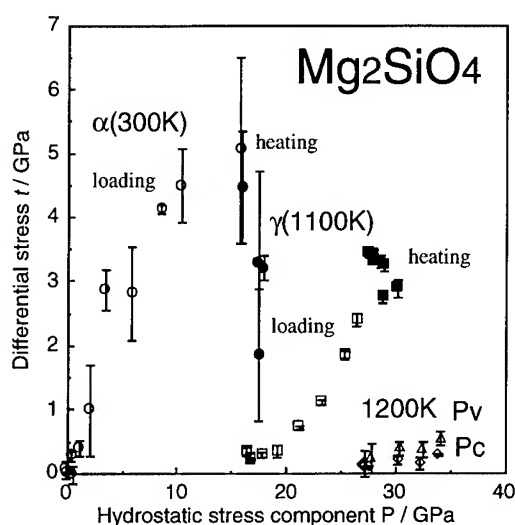 Mg2SiO4
α(300K)
heating
loading
γ(1100K)
heating
loading
1200K Pv
Pc
Differential stress t / GPa
7
6
5
4
3
2
1
0
0 10 20 30 40
Hydrostatic stress component P / GPa